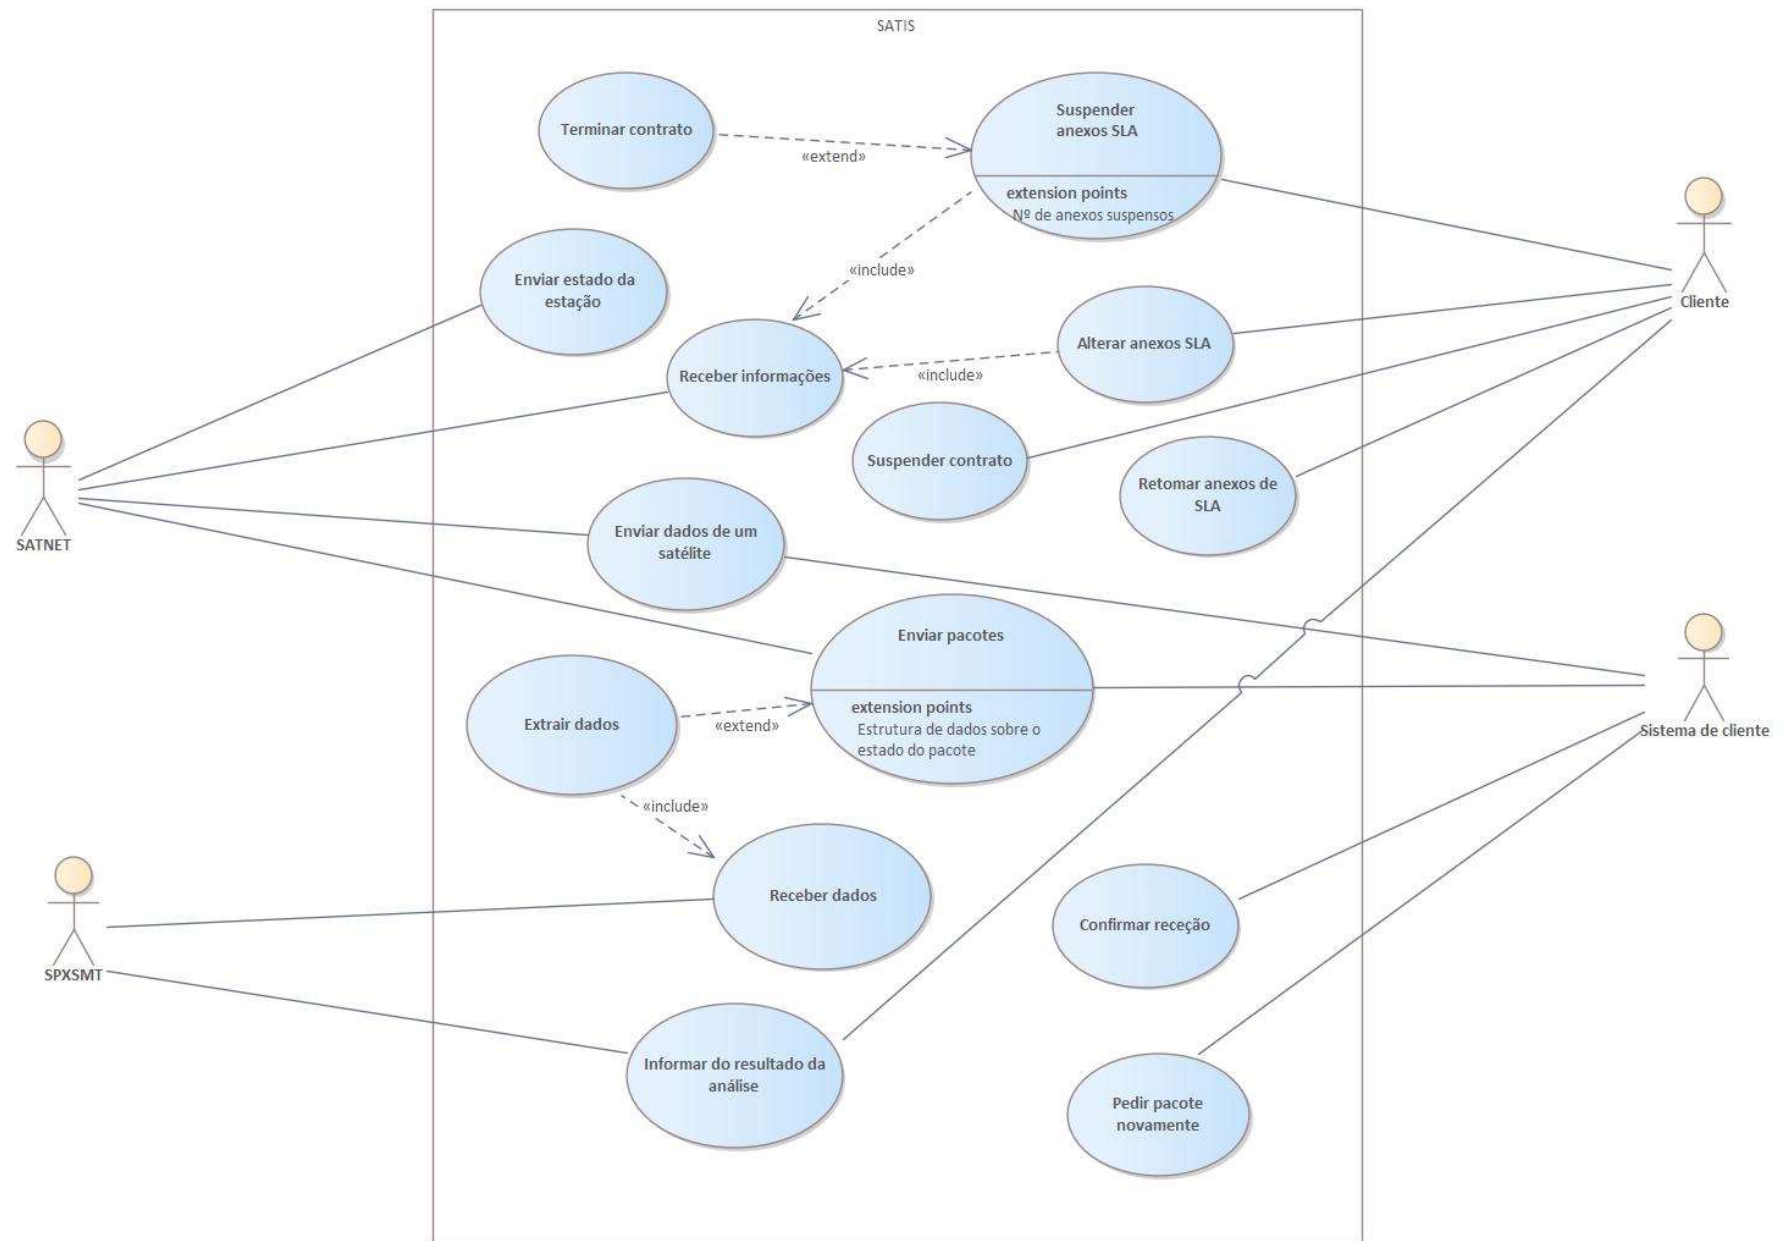 SATIS
Suspender
anexos SLA
Terminar contrato
«extend»
extension points
Nº de anexos suspensos
Enviar estado da
estação
«include»
Cliente
Alterar anexos SLA
Receber informações
«include»
Suspender contrato
Retomar anexos de
SLA
SATNET
Enviar dados de um
satélite
Enviar pacotes
extension points
Estrutura de dados sobre o
estado do pacote
Extrair dados
«extend»
Sistema de cliente
«include»
Receber dados
Confirmar receção
SPXSMT
Informar do resultado da
análise
Pedir pacote
novamente